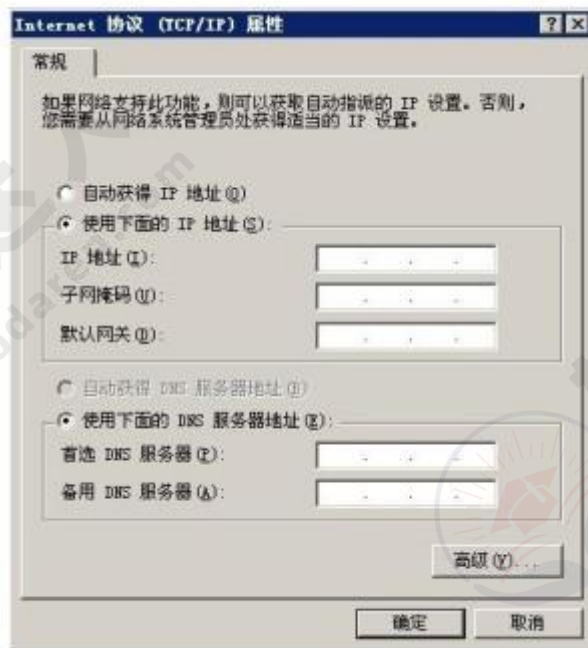 Internet 协议 (TCP/IP) 属性
常规
如果网络支持此功能，则可以获取自动指派的 IP 设置。否则，
您需要从网络系统管理员处获得适当的 IP 设置。
自动获得 IP 地址(O)
使用下面的 IP 地址(S):
IP 地址(I):
子网掩码(U):
默认网关(D):
自动获得 DNS 服务器地址(B)
使用下面的 DNS 服务器地址(E):
首选 DNS 服务器(P):
备用 DNS 服务器(A):
高级(V)...
确定 取消